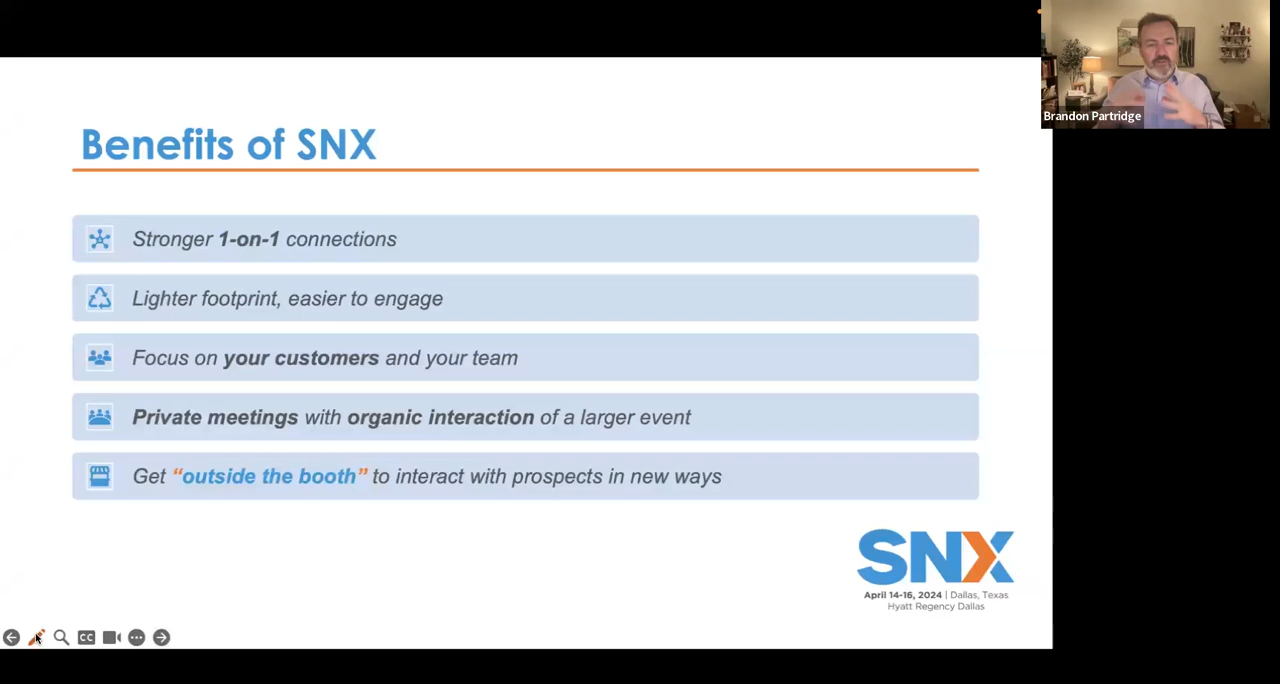 Brandon Partridge
Benefits of SNX
Stronger 1-on-1 connections
Lighter footprint, easier to engage
Focus on your customers and your team
Private meetings with organic interaction of a larger event
Get “outside the booth” to interact with prospects in new ways
SNX
April 14-16, 2024 | Dallas, Texas
Hyatt Regency Dallas
CC